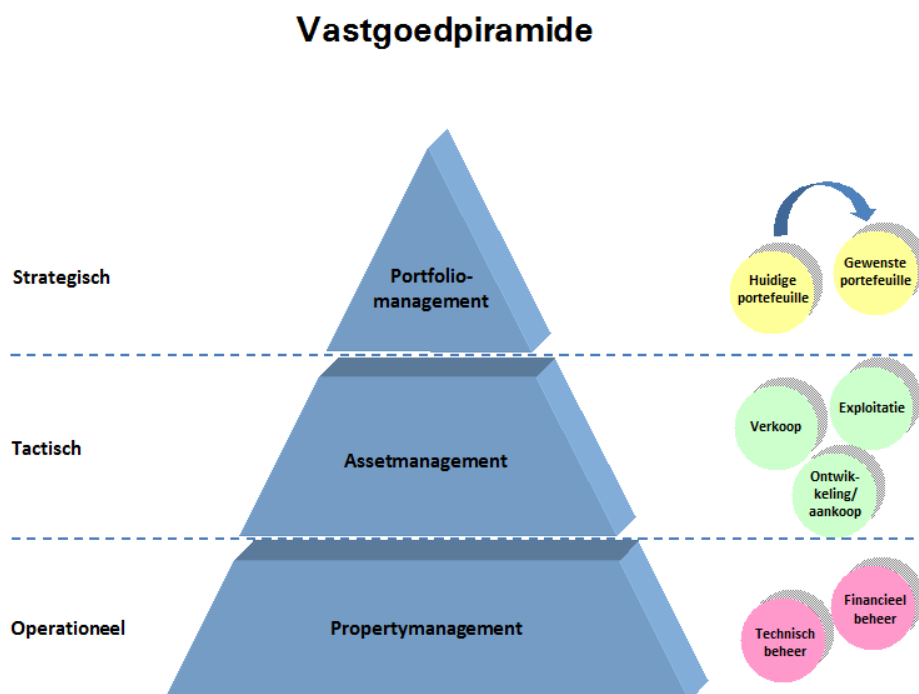 Vastgoedpiramide
Strategisch
Portfolio-
management
Huidige
portefeuille
Gewenste
portefeuille
Tactisch
Assetmanagement
Verkoop
Exploitatie
Ontwik-
keling/
aankoop
Operationeel
Propertymanagement
Technisch
beheer
Financieel
beheer